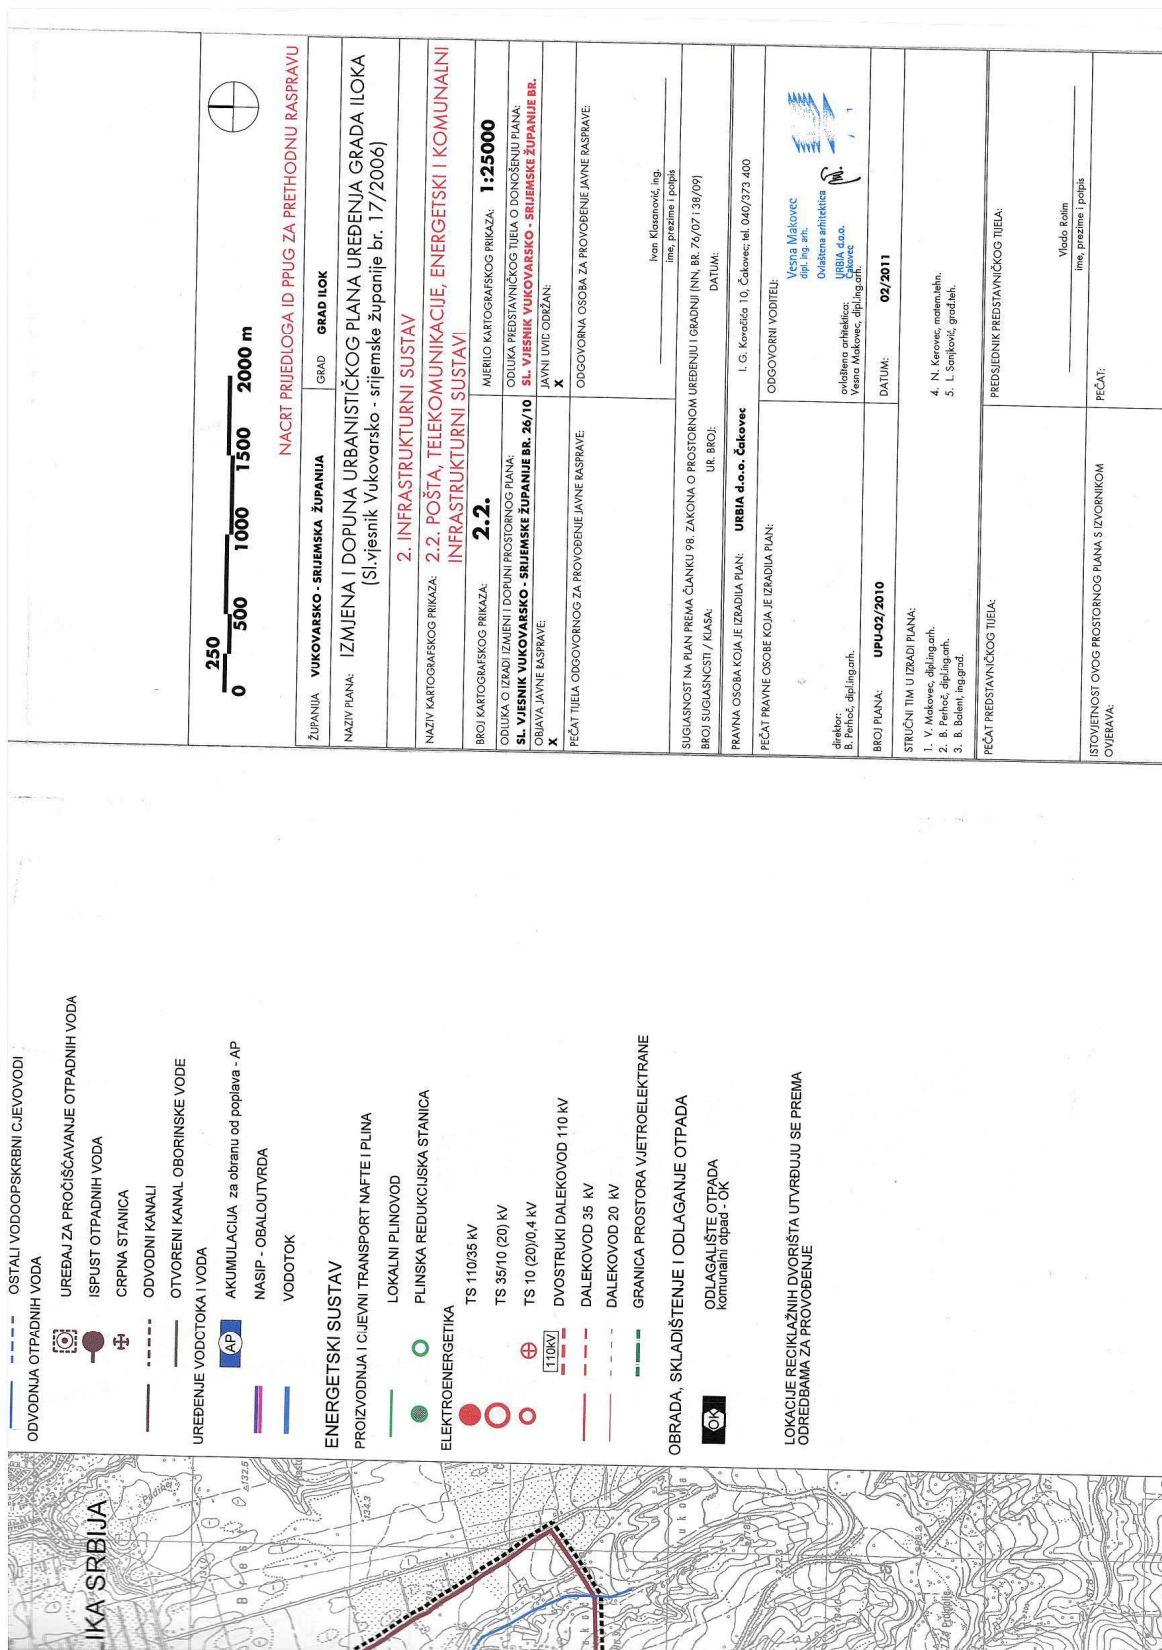 OSTALI VODOOPSKRBNI CJEVOVODI
ODVODNJA OTPADNIH VODA
UREĐAJ ZA PROČIŠĆAVANJE OTPADNIH VODA
ISPUST OTPADNIH VODA
CRPNA STANICA
ODVODNI KANALI
OTVORENI KANAL OBORINSKE VODE
UREĐENJE VODOTOKA I VODA
AP
AKUMULACIJA za obranu od poplava - AP
NASIP - OBALOUTVRDA
VODOTOK
ENERGETSKI SUSTAV
PROIZVODNJA I CIJEVNI TRANSPORT NAFTE I PLINA
LOKALNI PLINOVOD
PLINSKA REDUKCIJSKA STANICA
ELEKTROENERGETIKA
TS 110/35 kV
TS 35/10 (20) kV
TS 10 (20)/0,4 kV
110kV
DVOSTRUKI DALEKOVOD 110 kV
DALEKOVOD 35 kV
DALEKOVOD 20 kV
GRANICA PROSTORA VJETROELEKTRANE
OBRADA, SKLADIŠTENJE I ODLAGANJE OTPADA
OK
ODLAGALIŠTE OTPADA
komunalni otpad - OK
LOKACIJE RECIKLAŽNIH DVORIŠTA UTVRĐUJU SE PREMA
ODREDBAMA ZA PROVOĐENJE
LIKA SRBIJA
132.5
134.3
250
0 500 1000 1500 2000 m
NACRT PRIJEDLOGA ID PPUG ZA PRETHODNU RASPRAVU
ŽUPANIJA VUKOVARSKO - SRIJEMSKA ŽUPANIJA GRAD GRAD ILOK
NAZIV PLANA: IZMJENA I DOPUNA URBANISTIČKOG PLANA UREĐENJA GRADA ILOKA
(Sl.vjesnik Vukovarsko - srijemske županije br. 17/2006)
2. INFRASTRUKTURNI SUSTAV
NAZIV KARTOGRAFSKOG PRIKAZA: 2.2. POŠTA, TELEKOMUNIKACIJE, ENERGETSKI I KOMUNALNI
INFRASTRUKTURNI SUSTAVI
BROJ KARTOGRAFSKOG PRIKAZA: 2.2. MJERILO KARTOGRAFSKOG PRIKAZA: 1:25000
ODLUKA O IZRADI IZMJENI I DOPUNI PROSTORNOG PLANA:
SL. VJESNIK VUKOVARSKO - SRIJEMSKE ŽUPANIJE BR. 26/10
ODLUKA PREDSTAVNIČKOG TIJELA O DONOŠENJU PLANA:
SL. VJESNIK VUKOVARSKO - SRIJEMSKE ŽUPANIJE BR.
OBJAVA JAVNE RASPRAVE:
X
JAVNI UVID ODRŽAN:
X
PEČAT TIJELA ODGOVORNOG ZA PROVOĐENJE JAVNE RASPRAVE:
ODGOVORNA OSOBA ZA PROVOĐENJE JAVNE RASPRAVE:
Ivan Klasanović, ing.
ime, prezime i potpis
SUGLASNOST NA PLAN PREMA ČLANKU 98. ZAKONA O PROSTORNOM UREĐENJU I GRADNJI (NN, BR. 76/07 i 38/09)
BROJ SUGLASNCSTI / KLASA: UR. BROJ: DATUM:
PRAVNA OSOBA KOJA JE IZRADILA PLAN: URBIA d.o.o. Čakovec I. G. Kovačića 10, Čakovec; tel. 040/373 400
PEČAT PRAVNE OSOBE KOJA JE IZRADILA PLAN:
direktor:
B. Perhoč, dipl.ing.arh.
ODGOVORNI VODITELJ:
Vesna Makovec
dipl. ing. arh.
Ovlaštena arhitektica
URBIA d.o.o.
Čakovec
ovlaštena arhitektica:
Vesna Makovec, dipl.ing.arh.
BROJ PLANA: UPU-02/2010 DATUM: 02/2011
STRUČNI TIM U IZRADI PLANA:
1. V. Makovec, dipl.ing.arh.
2. B. Perhoč, dipl.ing.arh.
3. B. Balent, ing.građ.
4. N. Kerovec, matem.tehn.
5. L. Sanjković, građ.teh.
PEČAT PREDSTAVNIČKOG TIJELA:
PREDSJEDNIK PREDSTAVNIČKOG TIJELA:
Vlado Rotim
ime, prezime i potpis
ISTOVJETNOST OVOG PROSTORNOG PLANA S IZVORNIKOM
OVJERAVA:
PEČAT: